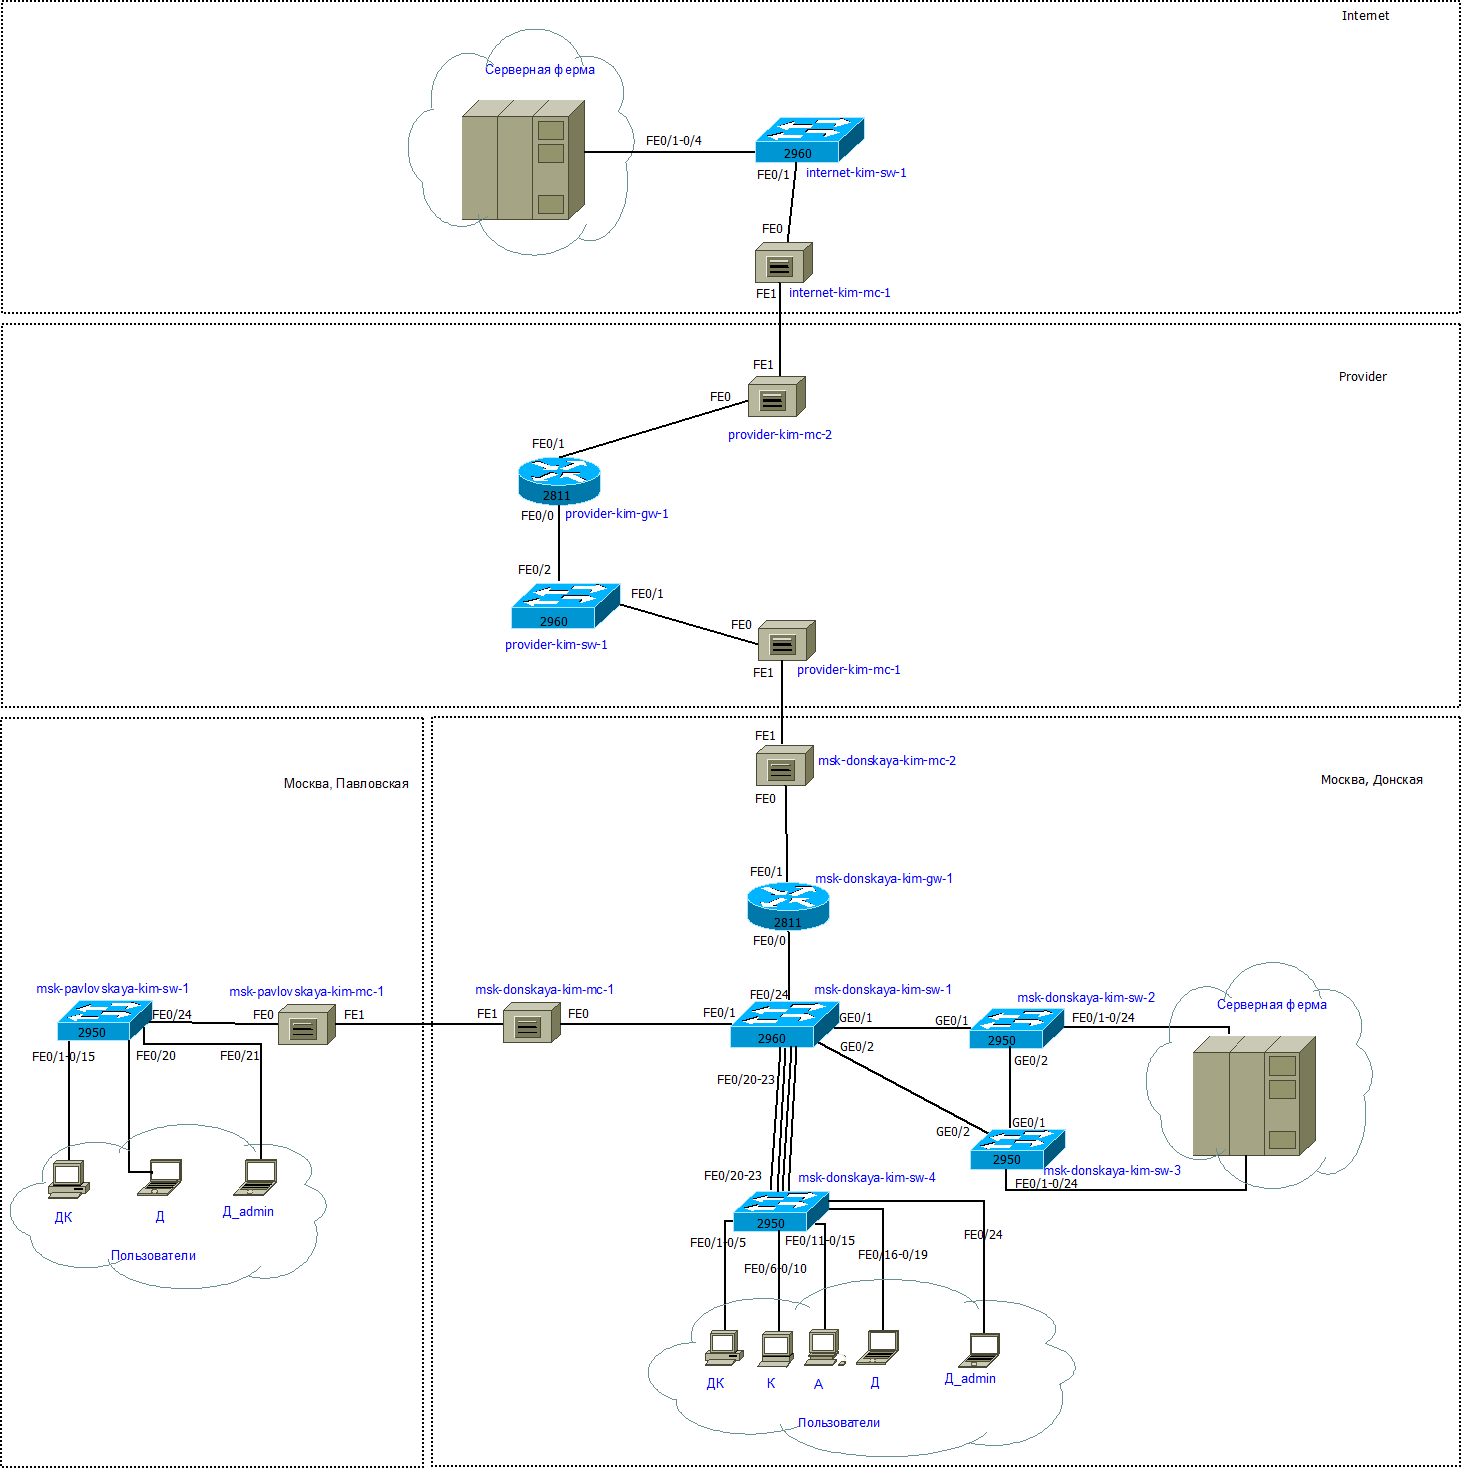 Internet
Серверная ферма
FE0/1-0/4
2960
FE0/1
internet-kim-sw-1
FE0
FE1
internet-kim-mc-1
FE1
Provider
FE0
provider-kim-mc-2
FE0/1
2811
FE0/0
provider-kim-gw-1
FE0/2
FE0/1
2960
FE0
provider-kim-sw-1
FE1
provider-kim-mc-1
FE1
msk-donskaya-kim-mc-2
Москва, Павловская
Москва, Донская
FE0
FE0/1
msk-donskaya-kim-gw-1
2811
FE0/0
msk-pavlovskaya-kim-sw-1
msk-pavlovskaya-kim-mc-1
msk-donskaya-kim-mc-1
FE0/24
msk-donskaya-kim-sw-1
msk-donskaya-kim-sw-2
Серверная ферма
2950
FE0/24
FE0
FE1
FE1
FE0
FE0/1
2960
GE0/1
GE0/1
2950
FE0/1-0/24
FE0/1-0/15
FE0/20
FE0/21
GE0/2
GE0/2
FE0/20-23
GE0/2
GE0/1
2950
msk-donskaya-kim-sw-3
FE0/1-0/24
FE0/20-23
msk-donskaya-kim-sw-4
2950
ДК
Д
Д_admin
Пользователи
FE0/1-0/5
FE0/11-0/15
FE0/24
FE0/6-0/10
FE0/16-0/19
ДК
К
А
Д
Д_admin
Пользователи